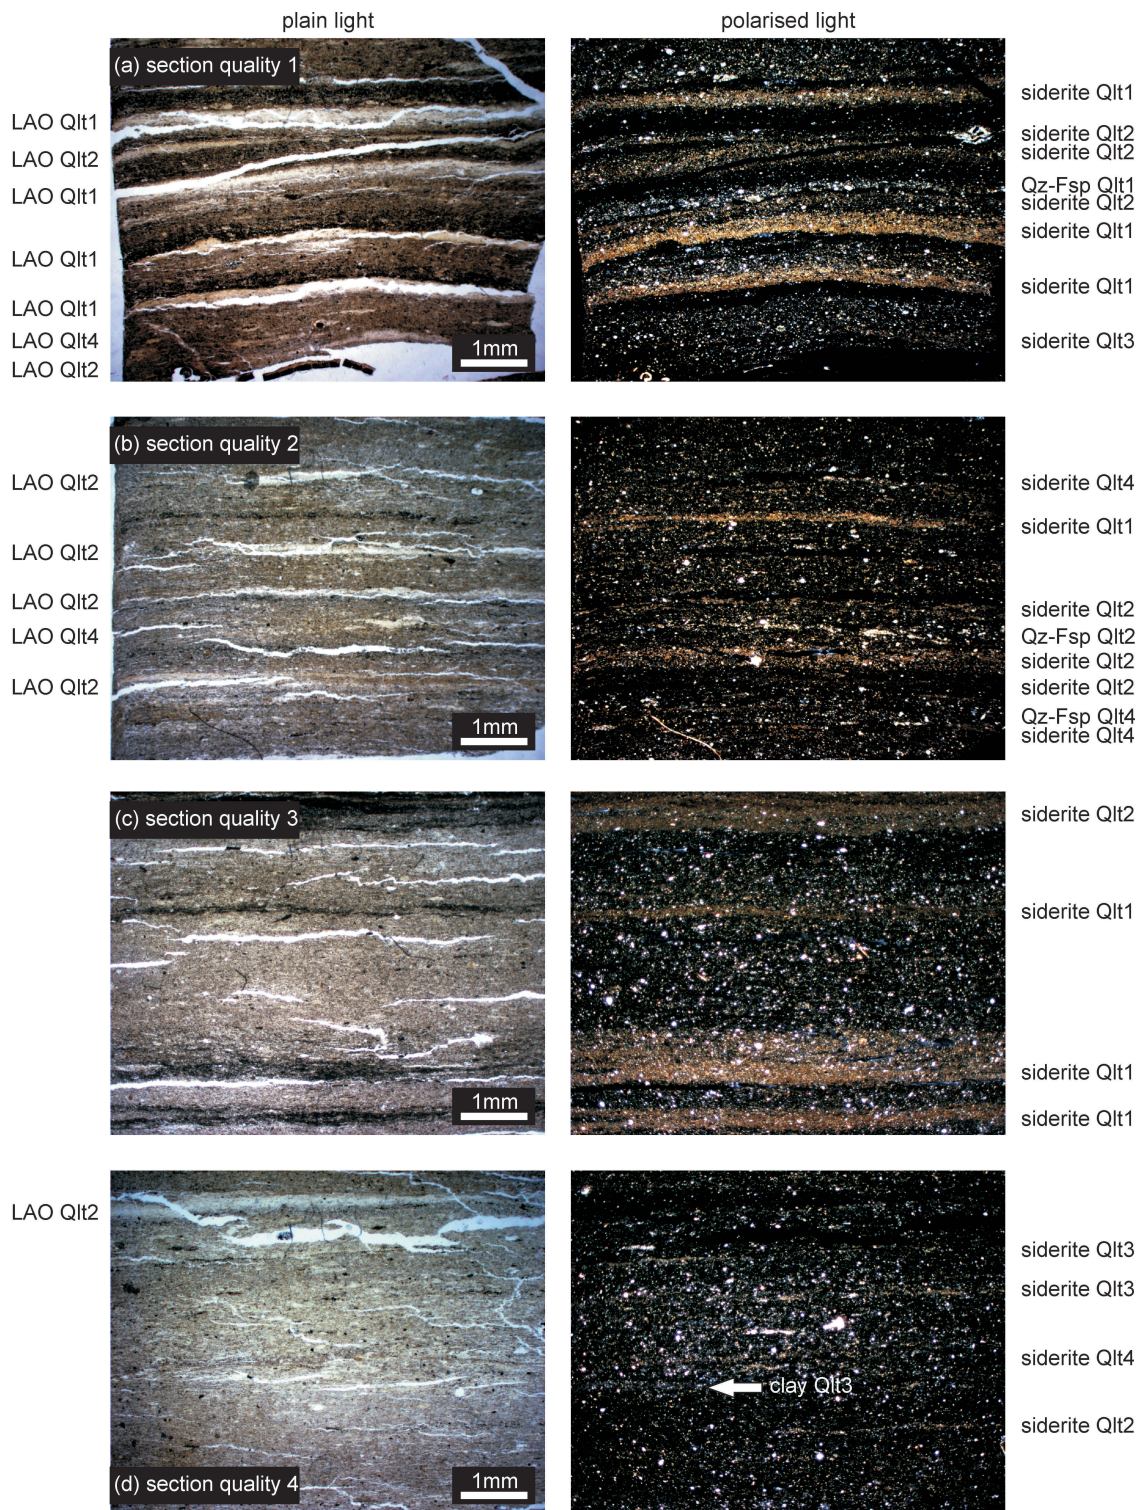 plain light
polarised light
(a) section quality 1
LAO Qlt1
LAO Qlt2
LAO Qlt1
LAO Qlt1
LAO Qlt1
LAO Qlt4
LAO Qlt2
1mm
siderite Qlt1
siderite Qlt2
siderite Qlt2
Qz-Fsp Qlt1
siderite Qlt2
siderite Qlt1
siderite Qlt1
siderite Qlt3
(b) section quality 2
LAO Qlt2
LAO Qlt2
LAO Qlt2
LAO Qlt4
LAO Qlt2
1mm
siderite Qlt4
siderite Qlt1
siderite Qlt2
Qz-Fsp Qlt2
siderite Qlt2
siderite Qlt2
Qz-Fsp Qlt4
siderite Qlt4
(c) section quality 3
1mm
siderite Qlt2
siderite Qlt1
siderite Qlt1
siderite Qlt1
LAO Qlt2
(d) section quality 4
1mm
siderite Qlt3
siderite Qlt3
siderite Qlt4
clay Qlt3
siderite Qlt2